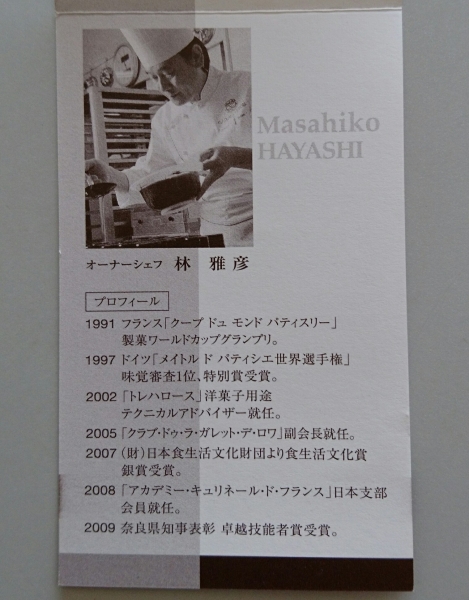 Masahiko
HAYASHI
オーナーシェフ 林 雅彦
プロフィール
1991 フランス「クープ デュ モンド パティスリー」
製菓ワールドカップグランプリ。
1997 ドイツ「メイトル ド パティシエ世界選手権」
味覚審査1位、特別賞受賞。
2002 「トレハロース」洋菓子用途
テクニカルアドバイザー就任。
2005 「クラブ・ドゥ・ラ・ガレット・デ・ロワ」副会長就任。
2007 (財)日本食生活文化財団より食生活文化賞
銀賞受賞。
2008 「アカデミー・キュリネール・ド・フランス」日本支部
会員就任。
2009 奈良県知事表彰 卓越技能者賞受賞。